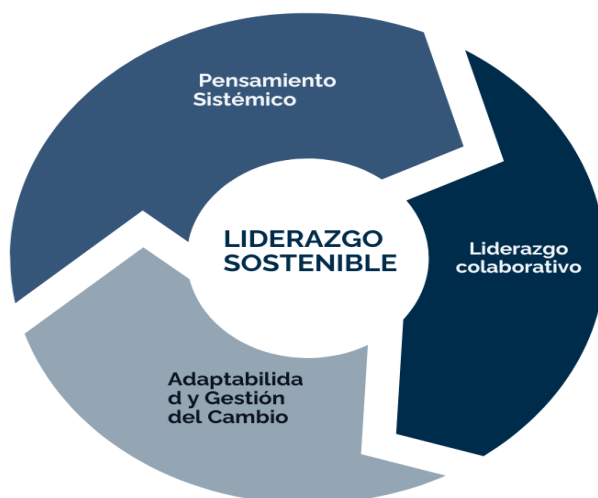 Pensamiento
Sistémico
LIDERAZGO
SOSTENIBLE
Liderazgo
colaborativo
Adaptabilida
d y Gestión
del Cambio